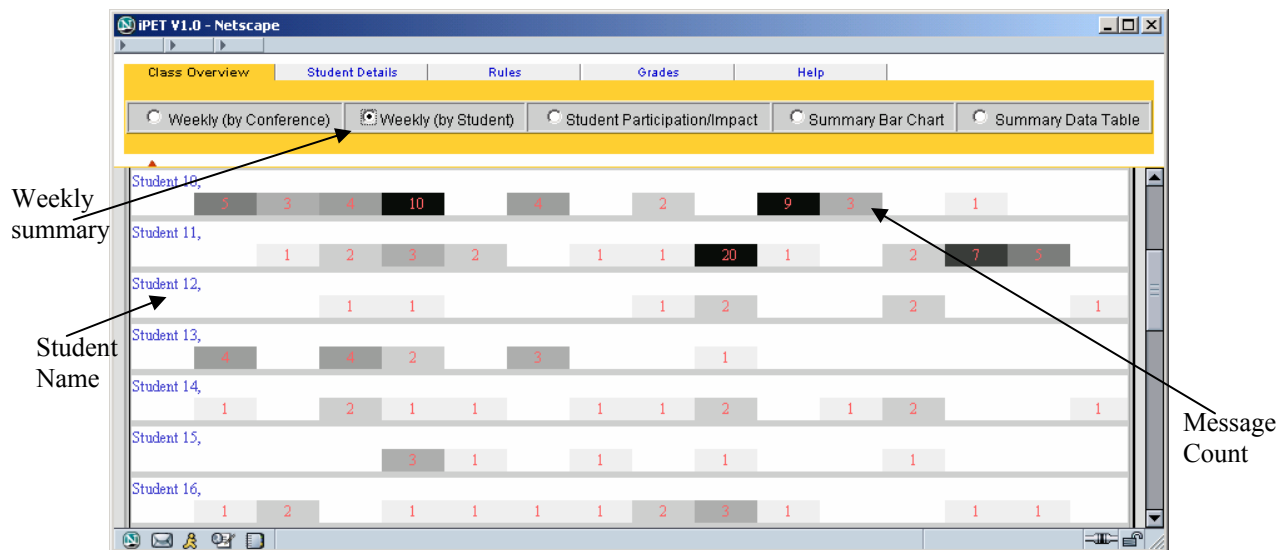 iPET V1.0 - Netscape
Class Overview Student Details Rules Grades Help
Weekly (by Conference) Weekly (by Student) Student Participation/Impact Summary Bar Chart Summary Data Table
Weekly
summary
Student 10,
5 3 4 10 4 2 9 3 1
Student 11,
1 2 3 2 1 1 20 1 2 7 5
Student 12,
1 1 1 2 2 1
Student
Name
Student 13,
4 4 2 3 1
Student 14,
1 2 1 1 1 1 2 1 2 1
Message
Count
Student 15,
3 1 1 1 1
Student 16,
1 2 1 1 1 1 2 3 1 1 1